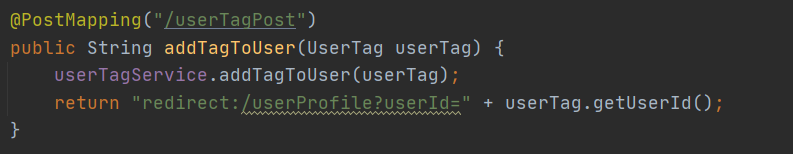 @PostMapping("/userTagPost")
public String addTagToUser(UserTag userTag) {
    userTagService.addTagToUser(userTag);
    return "redirect:/userProfile?userId=" + userTag.getUserId();
}